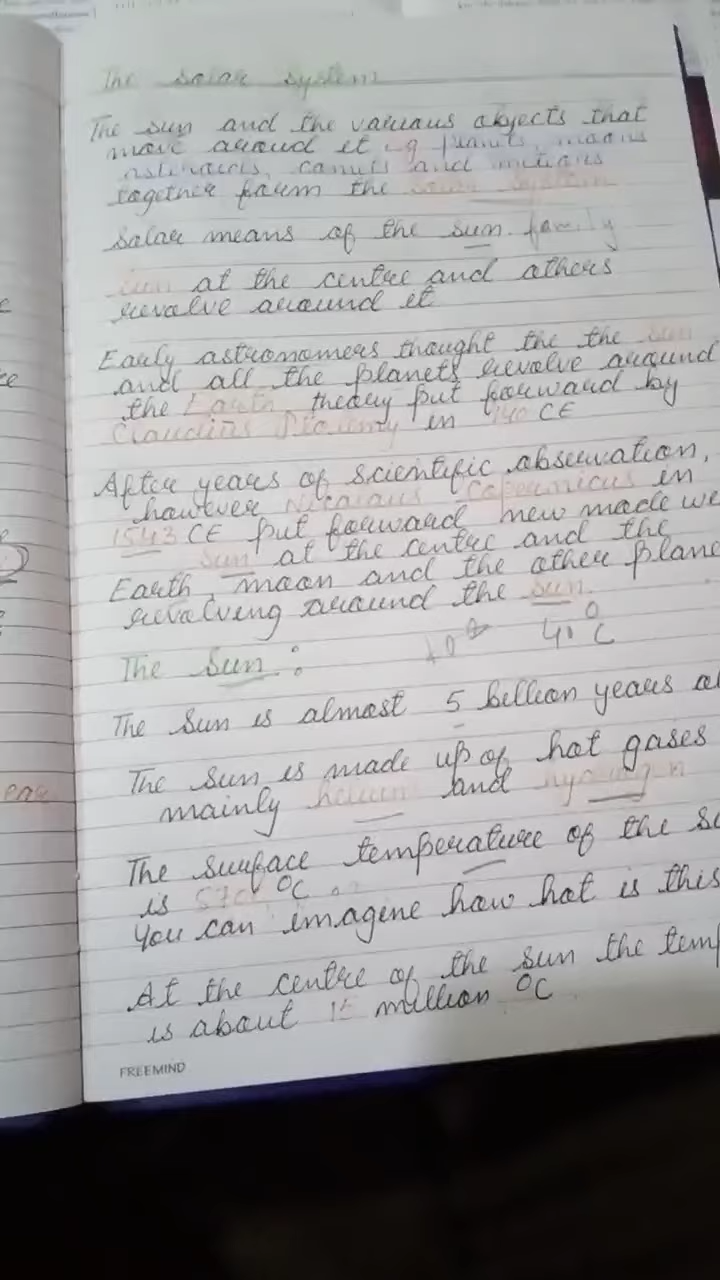 The Solar System
The sun and the various objects that
move around it eg planets, moons
asteroids, comets and meteors
together form the solar system
Solar means of the sun. family
Sun at the centre and others
revolve around it
Early astronomers thought the the Sun
and all the planets revolve around
the Earth, theory put forward by
Claudius Ptolemy in 140 CE
After years of scientific observation,
however Nicolaus Copernicus in
1543 CE put forward new made we
Sun at the centre and the
Earth, moon and the other plane
revolving around the sun.
40°C
The Sun :
The Sun is almost 5 billion years
The Sun is made up of hot gases
mainly helium and hydrogen
The surface temperature of the
is °C
You can imagine how hot is this
At the centre of the sun the temp
is about 15 million °C
FREEMIND